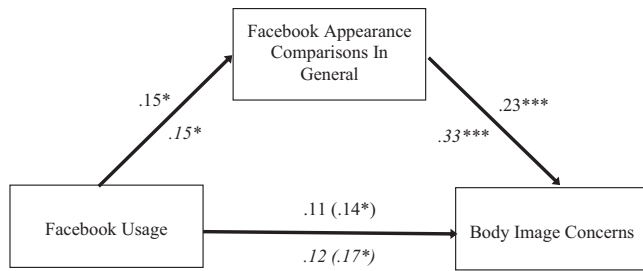 Facebook Appearance
Comparisons In
General
.15*
.15*
.23***
.33***
Facebook Usage
.11 (.14*)
.12 (.17*)
Body Image Concerns